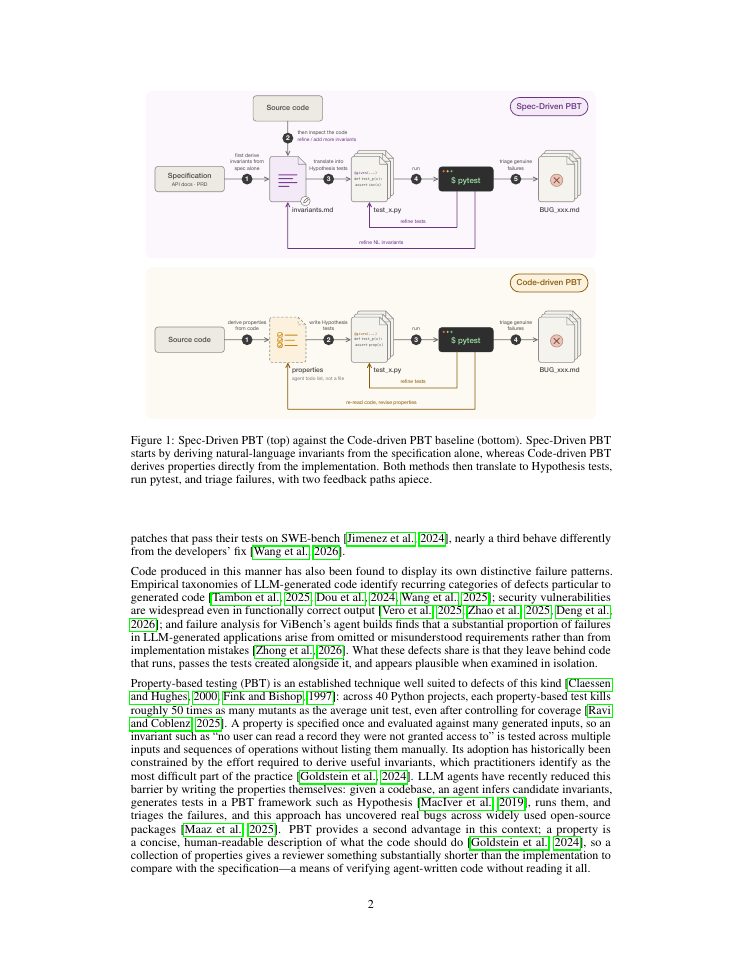 Spec-Driven PBT
Source code
2
then inspect the code
refine / add more invariants
first derive
invariants from
spec alone
translate into
Hypothesis tests
run
triage genuine
failures
Specification
API docs · PRD
1
3
4
$ pytest
5
@given(...)
def test_p(x):
assert inv(x)
invariants.md
test_x.py
BUG_xxx.md
refine tests
refine NL invariants
Code-driven PBT
derive properties
from code
write Hypothesis
tests
run
triage genuine
failures
Source code
1
2
3
$ pytest
4
@given(...)
def test_p(x):
assert prop(x)
properties
agent todo list, not a file
test_x.py
BUG_xxx.md
refine tests
re-read code, revise properties
Figure 1: Spec-Driven PBT (top) against the Code-driven PBT baseline (bottom). Spec-Driven PBT
starts by deriving natural-language invariants from the specification alone, whereas Code-driven PBT
derives properties directly from the implementation. Both methods then translate to Hypothesis tests,
run pytest, and triage failures, with two feedback paths apiece.
patches that pass their tests on SWE-bench [Jimenez et al., 2024], nearly a third behave differently
from the developers' fix [Wang et al., 2026].
Code produced in this manner has also been found to display its own distinctive failure patterns.
Empirical taxonomies of LLM-generated code identify recurring categories of defects particular to
generated code [Tambon et al., 2025, Dou et al., 2024, Wang et al., 2025]; security vulnerabilities
are widespread even in functionally correct output [Vero et al., 2025, Zhao et al., 2025, Deng et al.,
2026]; and failure analysis for ViBench's agent builds finds that a substantial proportion of failures
in LLM-generated applications arise from omitted or misunderstood requirements rather than from
implementation mistakes [Zhong et al., 2026]. What these defects share is that they leave behind code
that runs, passes the tests created alongside it, and appears plausible when examined in isolation.
Property-based testing (PBT) is an established technique well suited to defects of this kind [Claessen
and Hughes, 2000, Fink and Bishop, 1997]: across 40 Python projects, each property-based test kills
roughly 50 times as many mutants as the average unit test, even after controlling for coverage [Ravi
and Coblenz, 2025]. A property is specified once and evaluated against many generated inputs, so an
invariant such as “no user can read a record they were not granted access to” is tested across multiple
inputs and sequences of operations without listing them manually. Its adoption has historically been
constrained by the effort required to derive useful invariants, which practitioners identify as the
most difficult part of the practice [Goldstein et al., 2024]. LLM agents have recently reduced this
barrier by writing the properties themselves: given a codebase, an agent infers candidate invariants,
generates tests in a PBT framework such as Hypothesis [MacIver et al., 2019], runs them, and
triages the failures, and this approach has uncovered real bugs across widely used open-source
packages [Maaz et al., 2025]. PBT provides a second advantage in this context; a property is
a concise, human-readable description of what the code should do [Goldstein et al., 2024], so a
collection of properties gives a reviewer something substantially shorter than the implementation to
compare with the specification—a means of verifying agent-written code without reading it all.
2